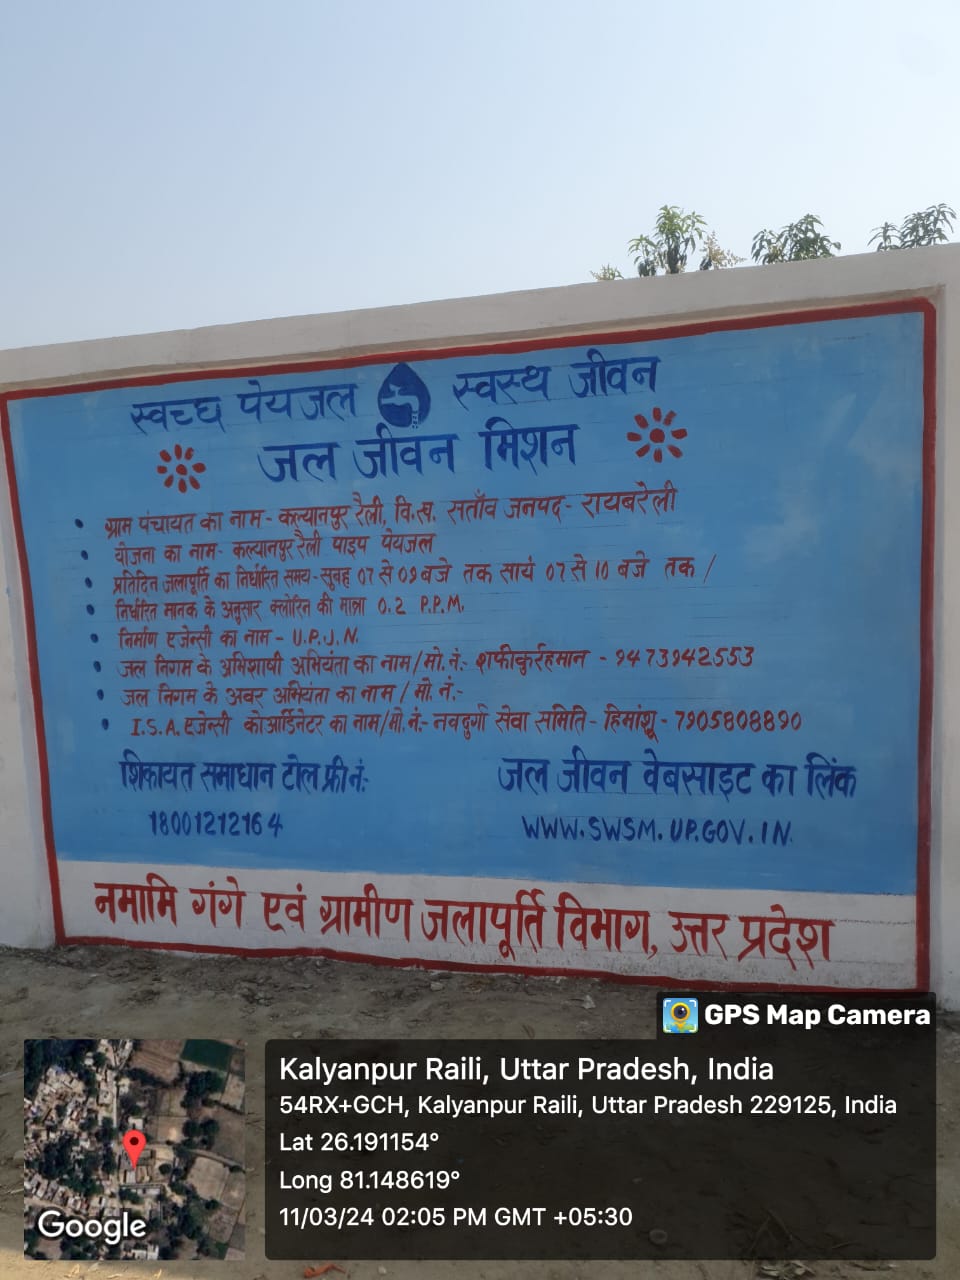 स्वच्छ पेयजल स्वस्थ जीवन
जल जीवन मिशन
• ग्राम पंचायत का नाम - कल्यानपुर रैली, वि.ख. सताँव जनपद - रायबरेली
• योजना का नाम - कल्यानपुर रैली पाइप पेयजल
• प्रतिदिन जलापूर्ति का निर्धारित समय - सुबह 07 से 09 बजे तक सायं 07 से 10 बजे तक /
• निर्धारित मानक के अनुसार क्लोरिन की मात्रा 0.2 P.P.M.
• निर्माण एजेन्सी का नाम - U.P.J.N.
• जल निगम के अभिशाषी अभियंता का नाम/मो.नं:- शफीकुर्रहमान - 9473942553
• जल निगम के अवर अभियंता का नाम / मो.नं.-
• I.S.A. एजेन्सी कोआर्डिनेटर का नाम/मो.नं:- नवदुर्गा सेवा समिति - हिमांशू - 7905808890
शिकायत समाधान टोल फ्री नं:-
18001212164
जल जीवन वेबसाइट का लिंक
WWW.SWSM.UP.GOV.IN.
नमामि गंगे एवं ग्रामीण जलापूर्ति विभाग, उत्तर प्रदेश
GPS Map Camera
Kalyanpur Raili, Uttar Pradesh, India
54RX+GCH, Kalyanpur Raili, Uttar Pradesh 229125, India
Lat 26.191154°
Long 81.148619°
11/03/24 02:05 PM GMT +05:30
Google